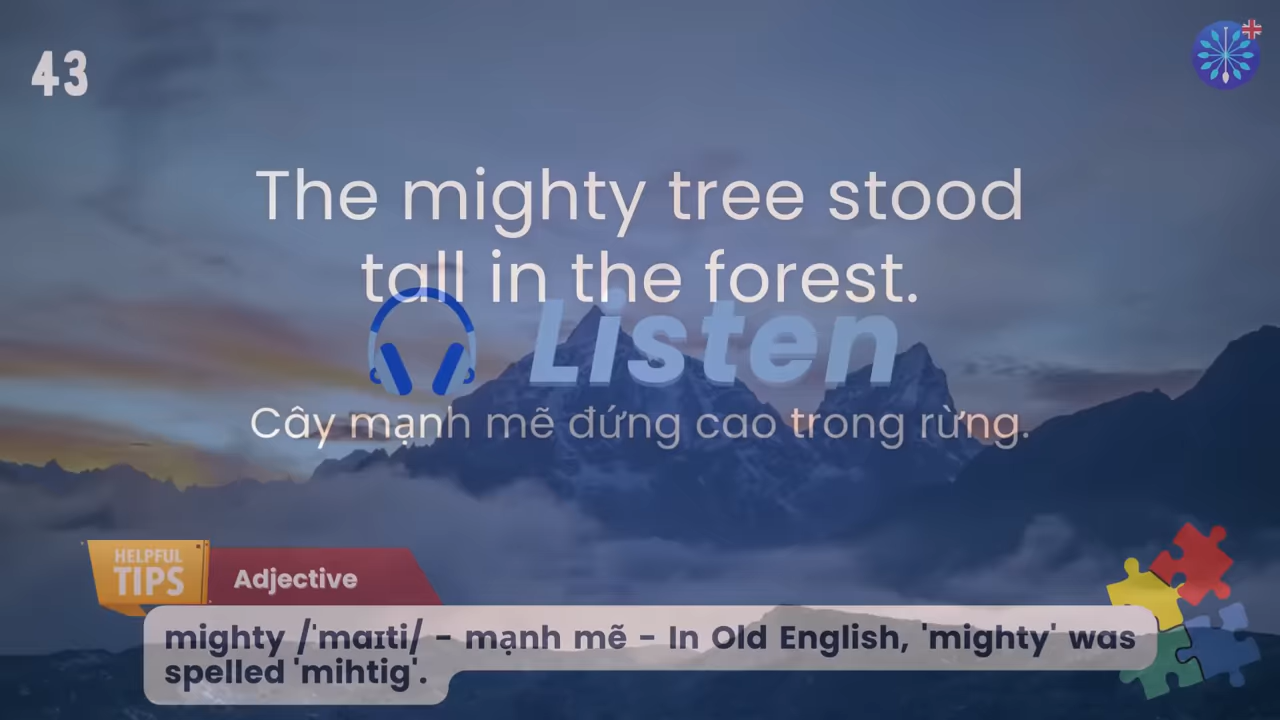 43
The mighty tree stood
tall in the forest.
Listen
Cây mạnh mẽ đứng cao trong rừng.
HELPFUL
TIPS
Adjective
mighty /ˈmaɪti/ - mạnh mẽ - In Old English, 'mighty' was
spelled 'mihtig'.